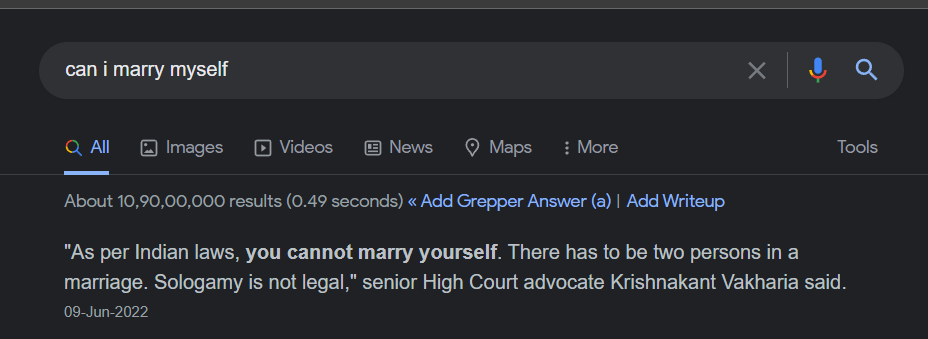 can i marry myself
All Images Videos News Maps More Tools
About 10,90,00,000 results (0.49 seconds) « Add Grepper Answer (a) | Add Writeup
"As per Indian laws, you cannot marry yourself. There has to be two persons in a
marriage. Sologamy is not legal," senior High Court advocate Krishnakant Vakharia said.
09-Jun-2022